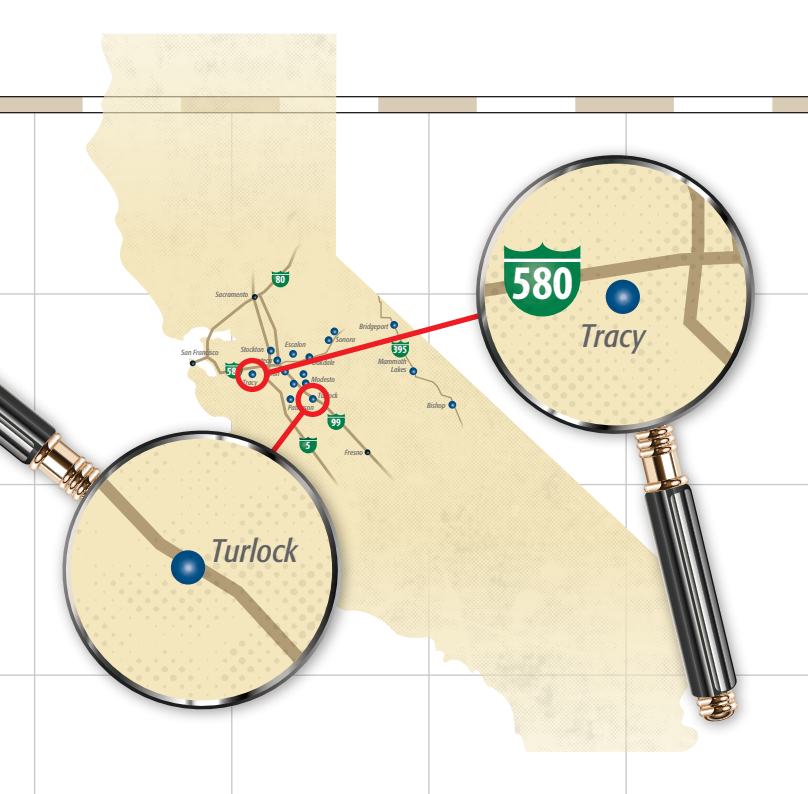 80
Sacramento
580
Tracy
Bridgeport
Sonora
Escalon
Stockton
San Francisco
395
Mammoth
Lakes
Modesto
Turlock
Bishop
99
5
Fresno
Turlock